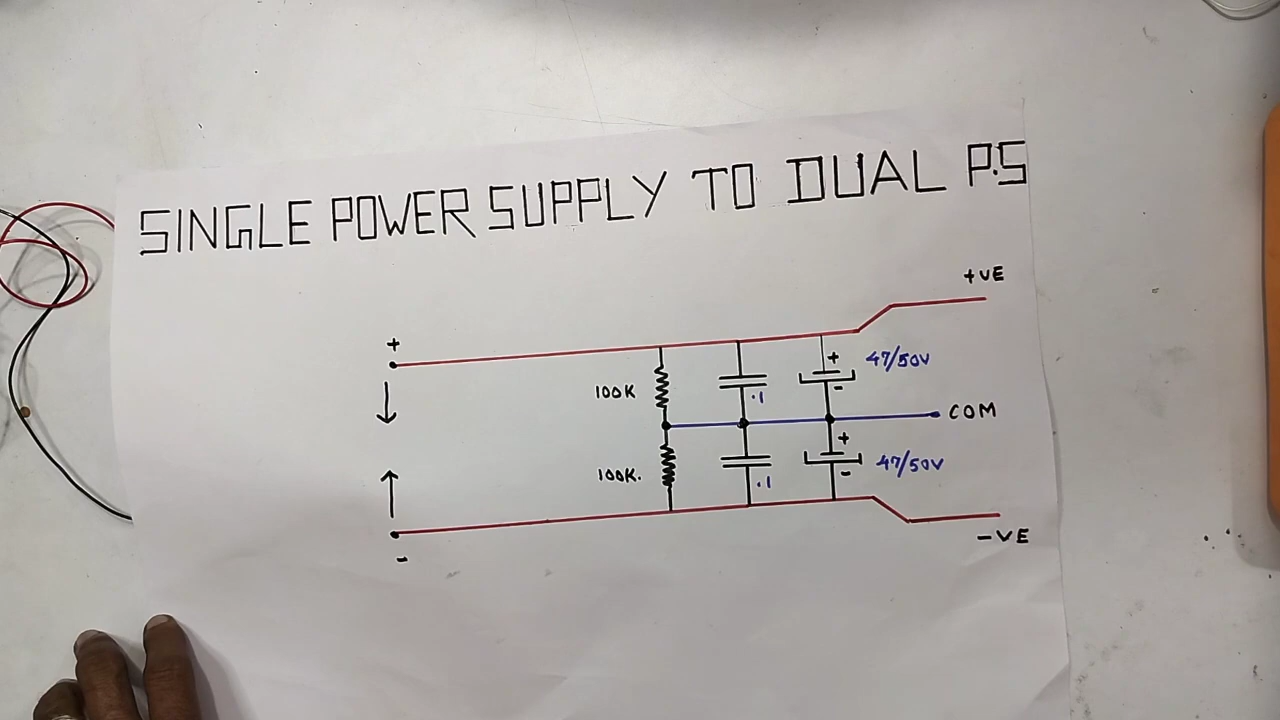 SINGLE POWER SUPPLY TO DUAL P.S
+VE
+
+ 47/50V
100K
.1
-
COM
+
100K.
.1
47/50V
-
-
-VE